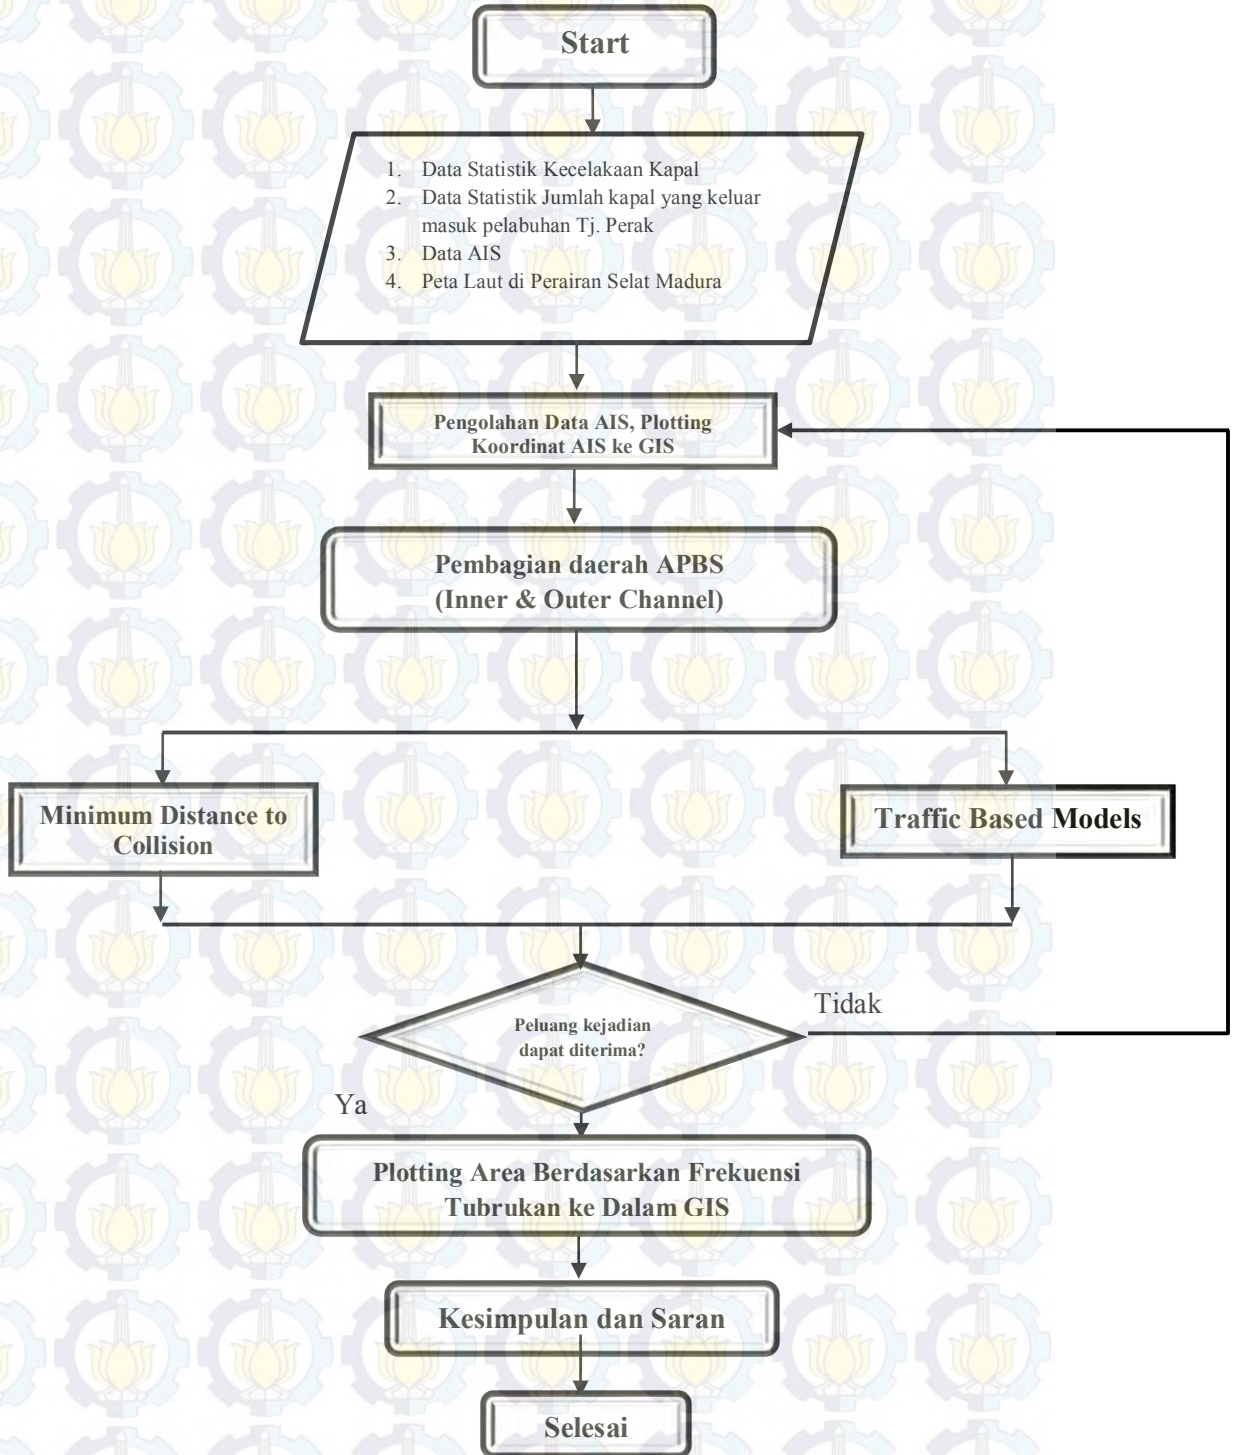 Start
1. Data Statistik Kecelakaan Kapal
2. Data Statistik Jumlah kapal yang keluar
masuk pelabuhan Tj. Perak
3. Data AIS
4. Peta Laut di Perairan Selat Madura
Pengolahan Data AIS, Plotting
Koordinat AIS ke GIS
Pembagian daerah APBS
(Inner & Outer Channel)
Minimum Distance to
Collision
Traffic Based Models
Peluang kejadian
dapat diterima?
Tidak
Ya
Plotting Area Berdasarkan Frekuensi
Tubrukan ke Dalam GIS
Kesimpulan dan Saran
Selesai